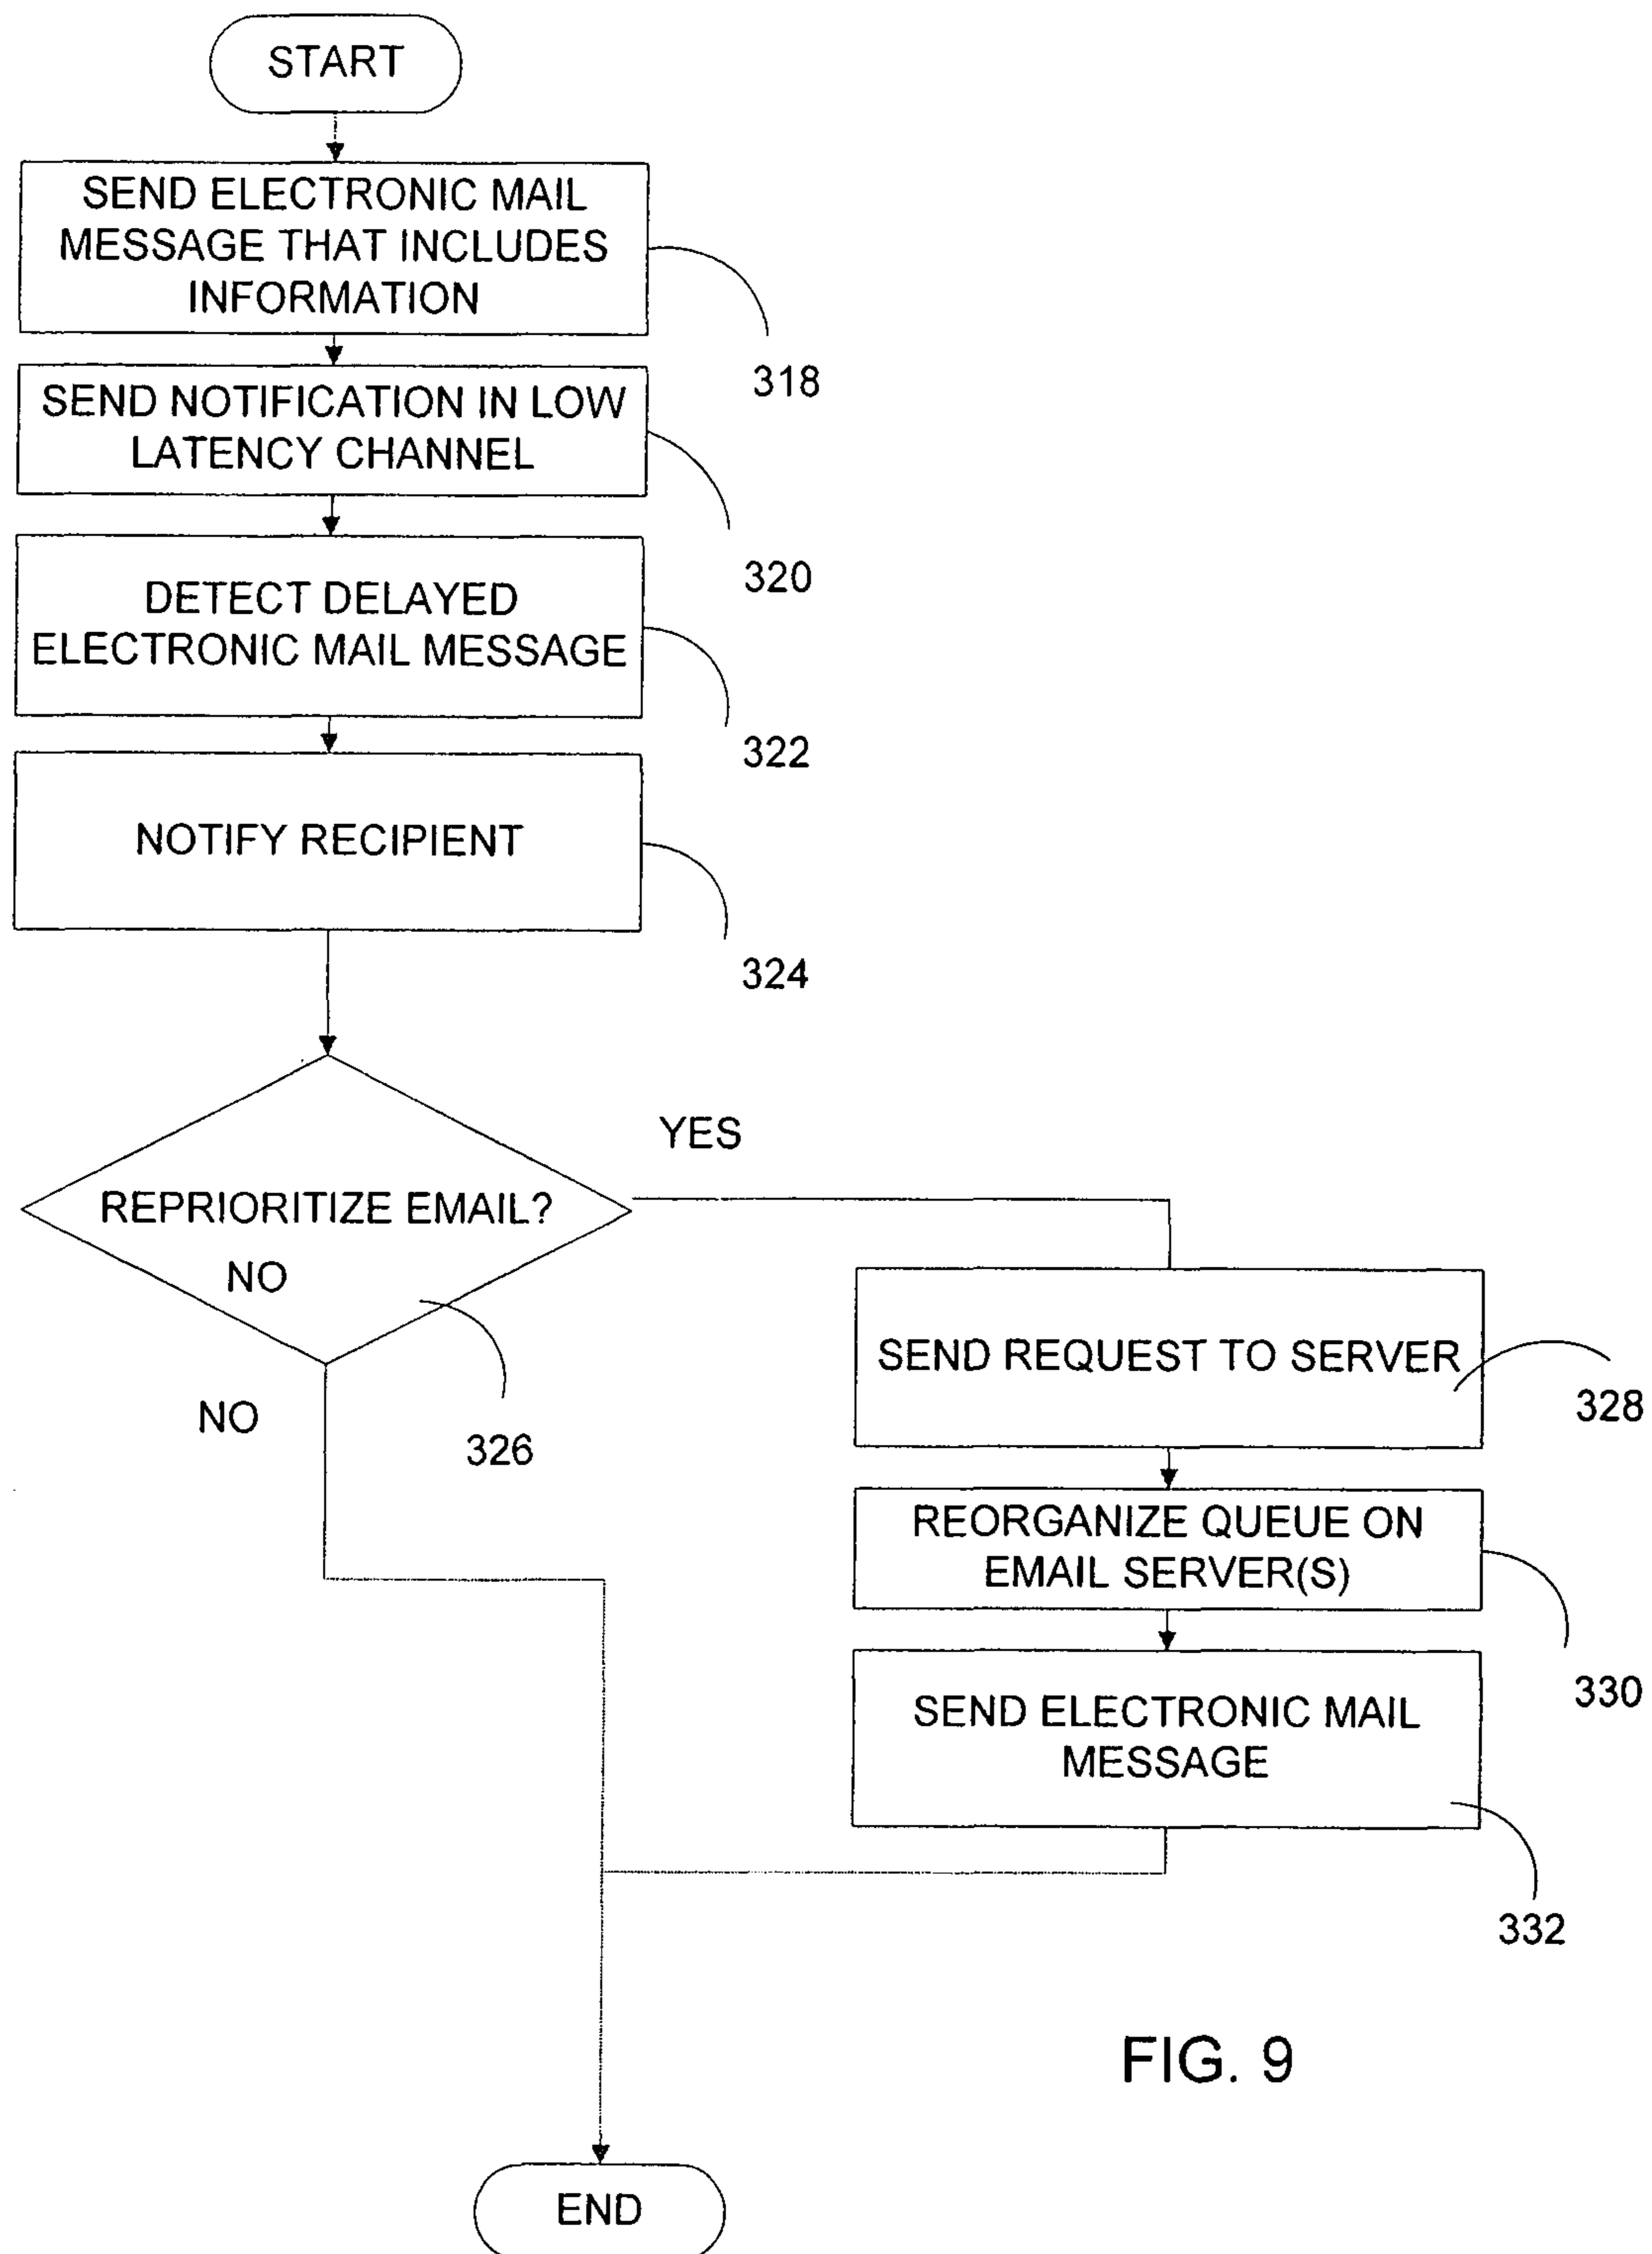 START
SEND ELECTRONIC MAIL
MESSAGE THAT INCLUDES
INFORMATION
318
SEND NOTIFICATION IN LOW
LATENCY CHANNEL
320
DETECT DELAYED
ELECTRONIC MAIL MESSAGE
322
NOTIFY RECIPIENT
324
YES
REPRIORITIZE EMAIL?
NO
NO
326
SEND REQUEST TO SERVER
328
REORGANIZE QUEUE ON
EMAIL SERVER(S)
330
SEND ELECTRONIC MAIL
MESSAGE
332
FIG. 9
END